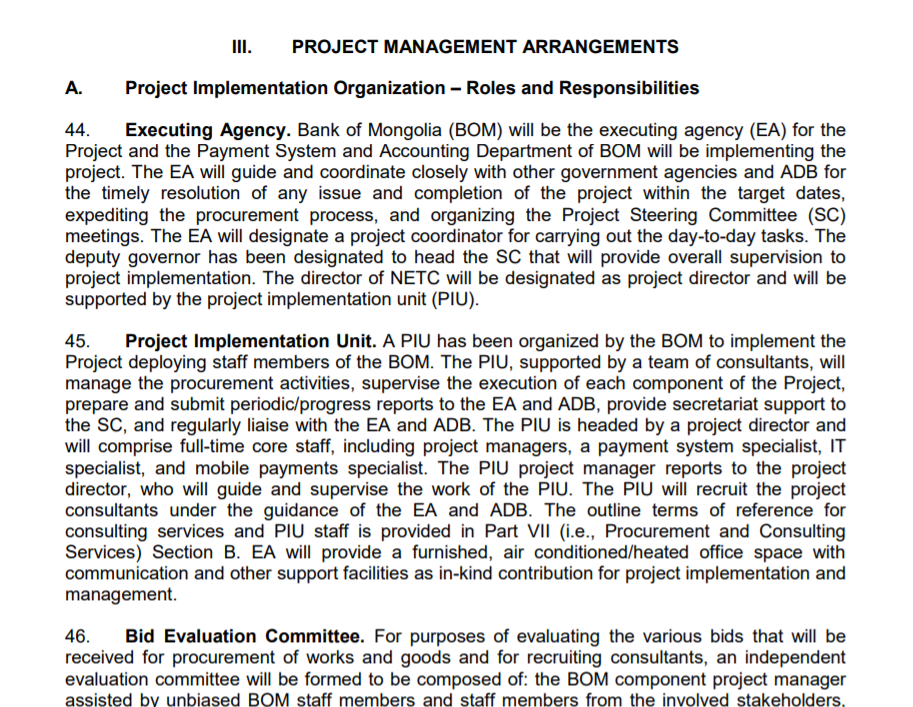 III. PROJECT MANAGEMENT ARRANGEMENTS
A. Project Implementation Organization – Roles and Responsibilities
44. Executing Agency. Bank of Mongolia (BOM) will be the executing agency (EA) for the
Project and the Payment System and Accounting Department of BOM will be implementing the
project. The EA will guide and coordinate closely with other government agencies and ADB for
the timely resolution of any issue and completion of the project within the target dates,
expediting the procurement process, and organizing the Project Steering Committee (SC)
meetings. The EA will designate a project coordinator for carrying out the day-to-day tasks. The
deputy governor has been designated to head the SC that will provide overall supervision to
project implementation. The director of NETC will be designated as project director and will be
supported by the project implementation unit (PIU).
45. Project Implementation Unit. A PIU has been organized by the BOM to implement the
Project deploying staff members of the BOM. The PIU, supported by a team of consultants, will
manage the procurement activities, supervise the execution of each component of the Project,
prepare and submit periodic/progress reports to the EA and ADB, provide secretariat support to
the SC, and regularly liaise with the EA and ADB. The PIU is headed by a project director and
will comprise full-time core staff, including project managers, a payment system specialist, IT
specialist, and mobile payments specialist. The PIU project manager reports to the project
director, who will guide and supervise the work of the PIU. The PIU will recruit the project
consultants under the guidance of the EA and ADB. The outline terms of reference for
consulting services and PIU staff is provided in Part VII (i.e., Procurement and Consulting
Services) Section B. EA will provide a furnished, air conditioned/heated office space with
communication and other support facilities as in-kind contribution for project implementation and
management.
46. Bid Evaluation Committee. For purposes of evaluating the various bids that will be
received for procurement of works and goods and for recruiting consultants, an independent
evaluation committee will be formed to be composed of: the BOM component project manager
assisted by unbiased BOM staff members and staff members from the involved stakeholders.